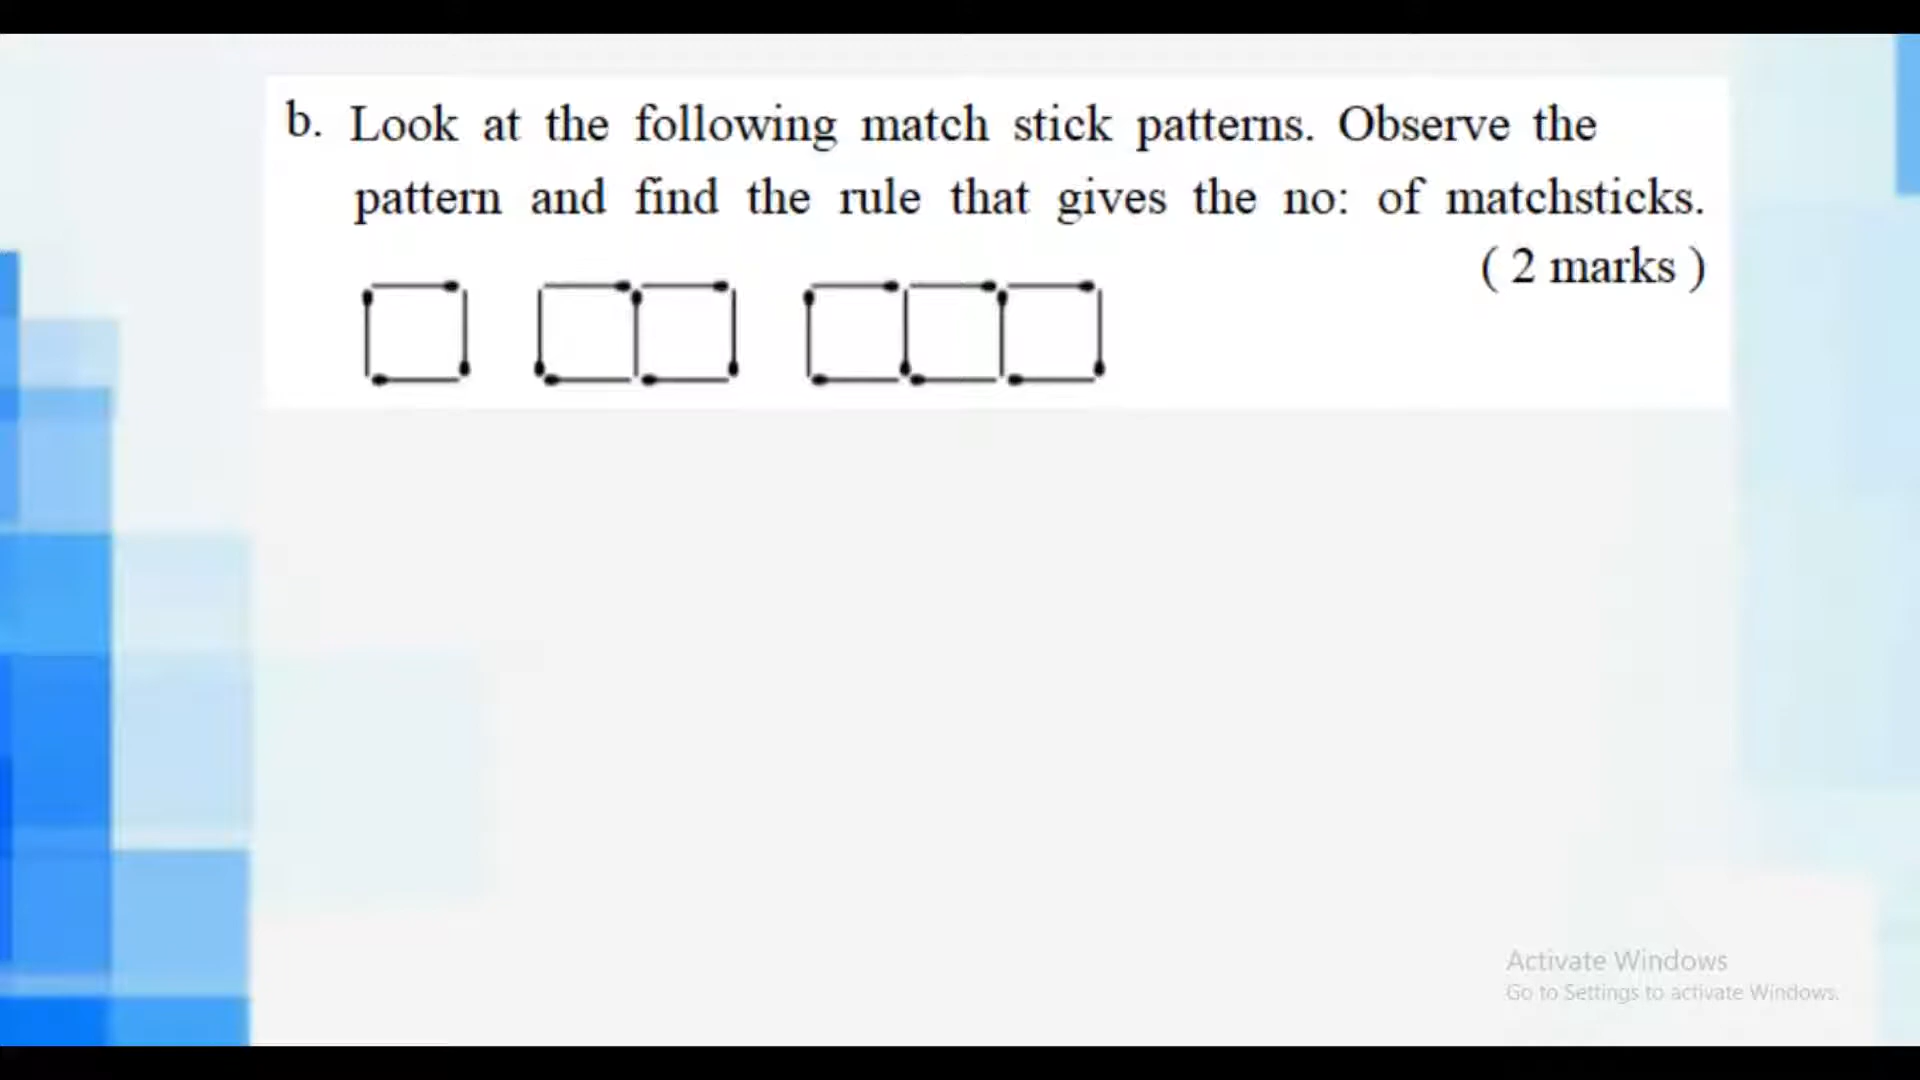 b. Look at the following match stick patterns. Observe the
pattern and find the rule that gives the no: of matchsticks.
( 2 marks )
Activate Windows
Go to Settings to activate Windows.